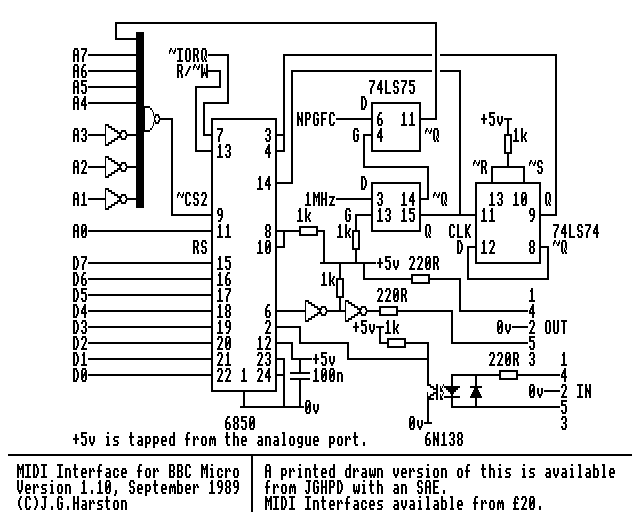 A7
A6
A5
A4
A3
A2
A1
A0
D7
D6
D5
D4
D3
D2
D1
D0
~IORQ
R/~W
~CS2
RS
7
13
9
11
15
16
17
18
19
20
21
22
3
4
14
8
10
6
2
12
23
24
1
6850
74LS75
D
NPGFC
6 11
G
4
~Q
D
1MHz
3 14
~Q
G
13 15
Q
+5v
1k
~R ~S
13 10
11 9
Q
CLK
D
12 8
74LS74
~Q
1k
1k
1k
+5v 220R
220R
+5v
1k
+5v
100n
0v
1
4
0v 2 OUT
5
3
220R
1
4
0v 2 IN
5
3
0v
6N138
+5v is tapped from the analogue port.
MIDI Interface for BBC Micro
Version 1.10, September 1989
(C)J.G.Harston
A printed drawn version of this is available
from JGHPD with an SAE.
MIDI Interfaces available from £20.